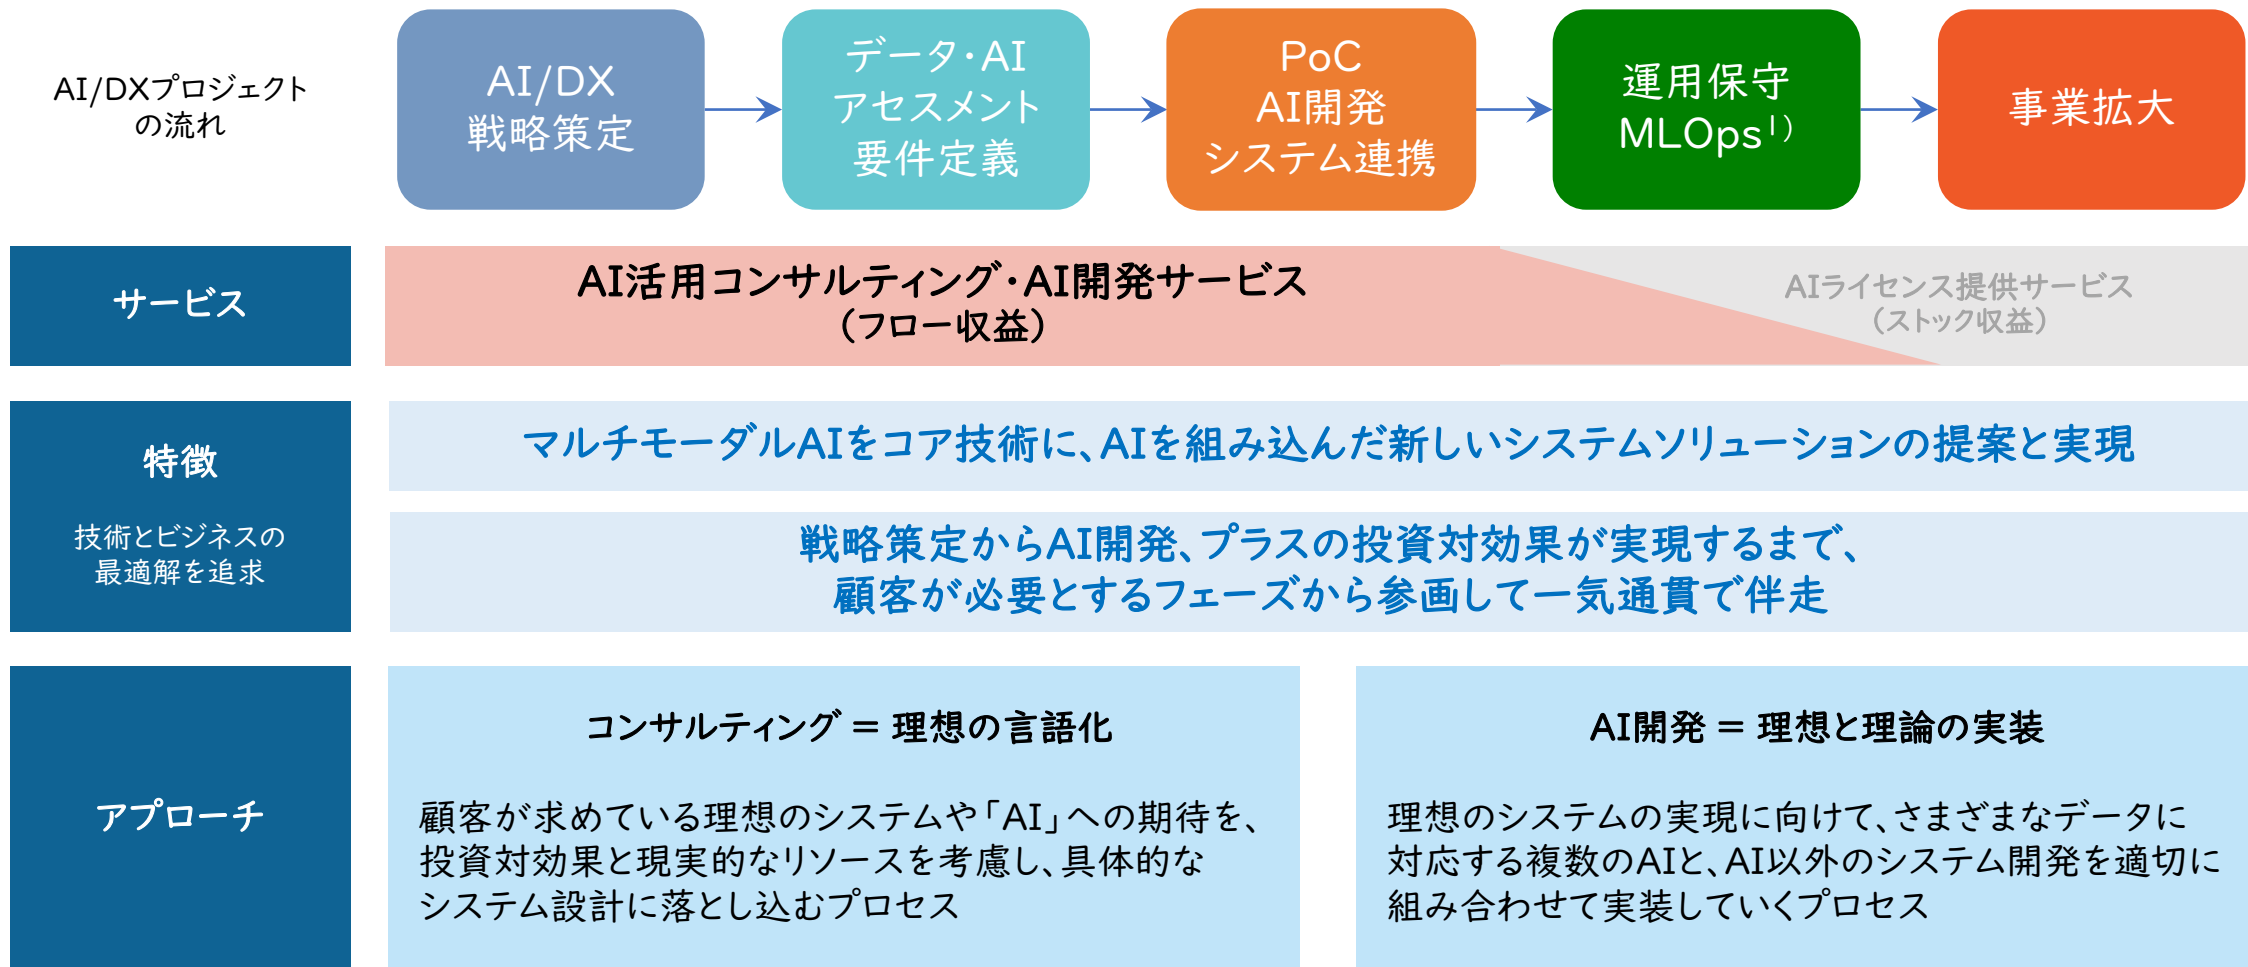 AI/DXプロジェクト
の流れ
AI/DX
戦略策定
データ・AI
アセスメント
要件定義
PoC
AI開発
システム連携
運用保守
MLOps1)
事業拡大
サービス
AI活用コンサルティング・AI開発サービス
（フロー収益）
AIライセンス提供サービス
（ストック収益）
特徴
技術とビジネスの
最適解を追求
マルチモーダルAIをコア技術に、AIを組み込んだ新しいシステムソリューションの提案と実現
戦略策定からAI開発、プラスの投資対効果が実現するまで、
顧客が必要とするフェーズから参画して一気通貫で伴走
アプローチ
コンサルティング = 理想の言語化
顧客が求めている理想のシステムや「AI」への期待を、
投資対効果と現実的なリソースを考慮し、具体的な
システム設計に落とし込むプロセス
AI開発 = 理想と理論の実装
理想のシステムの実現に向けて、さまざまなデータに
対応する複数のAIと、AI以外のシステム開発を適切に
組み合わせて実装していくプロセス